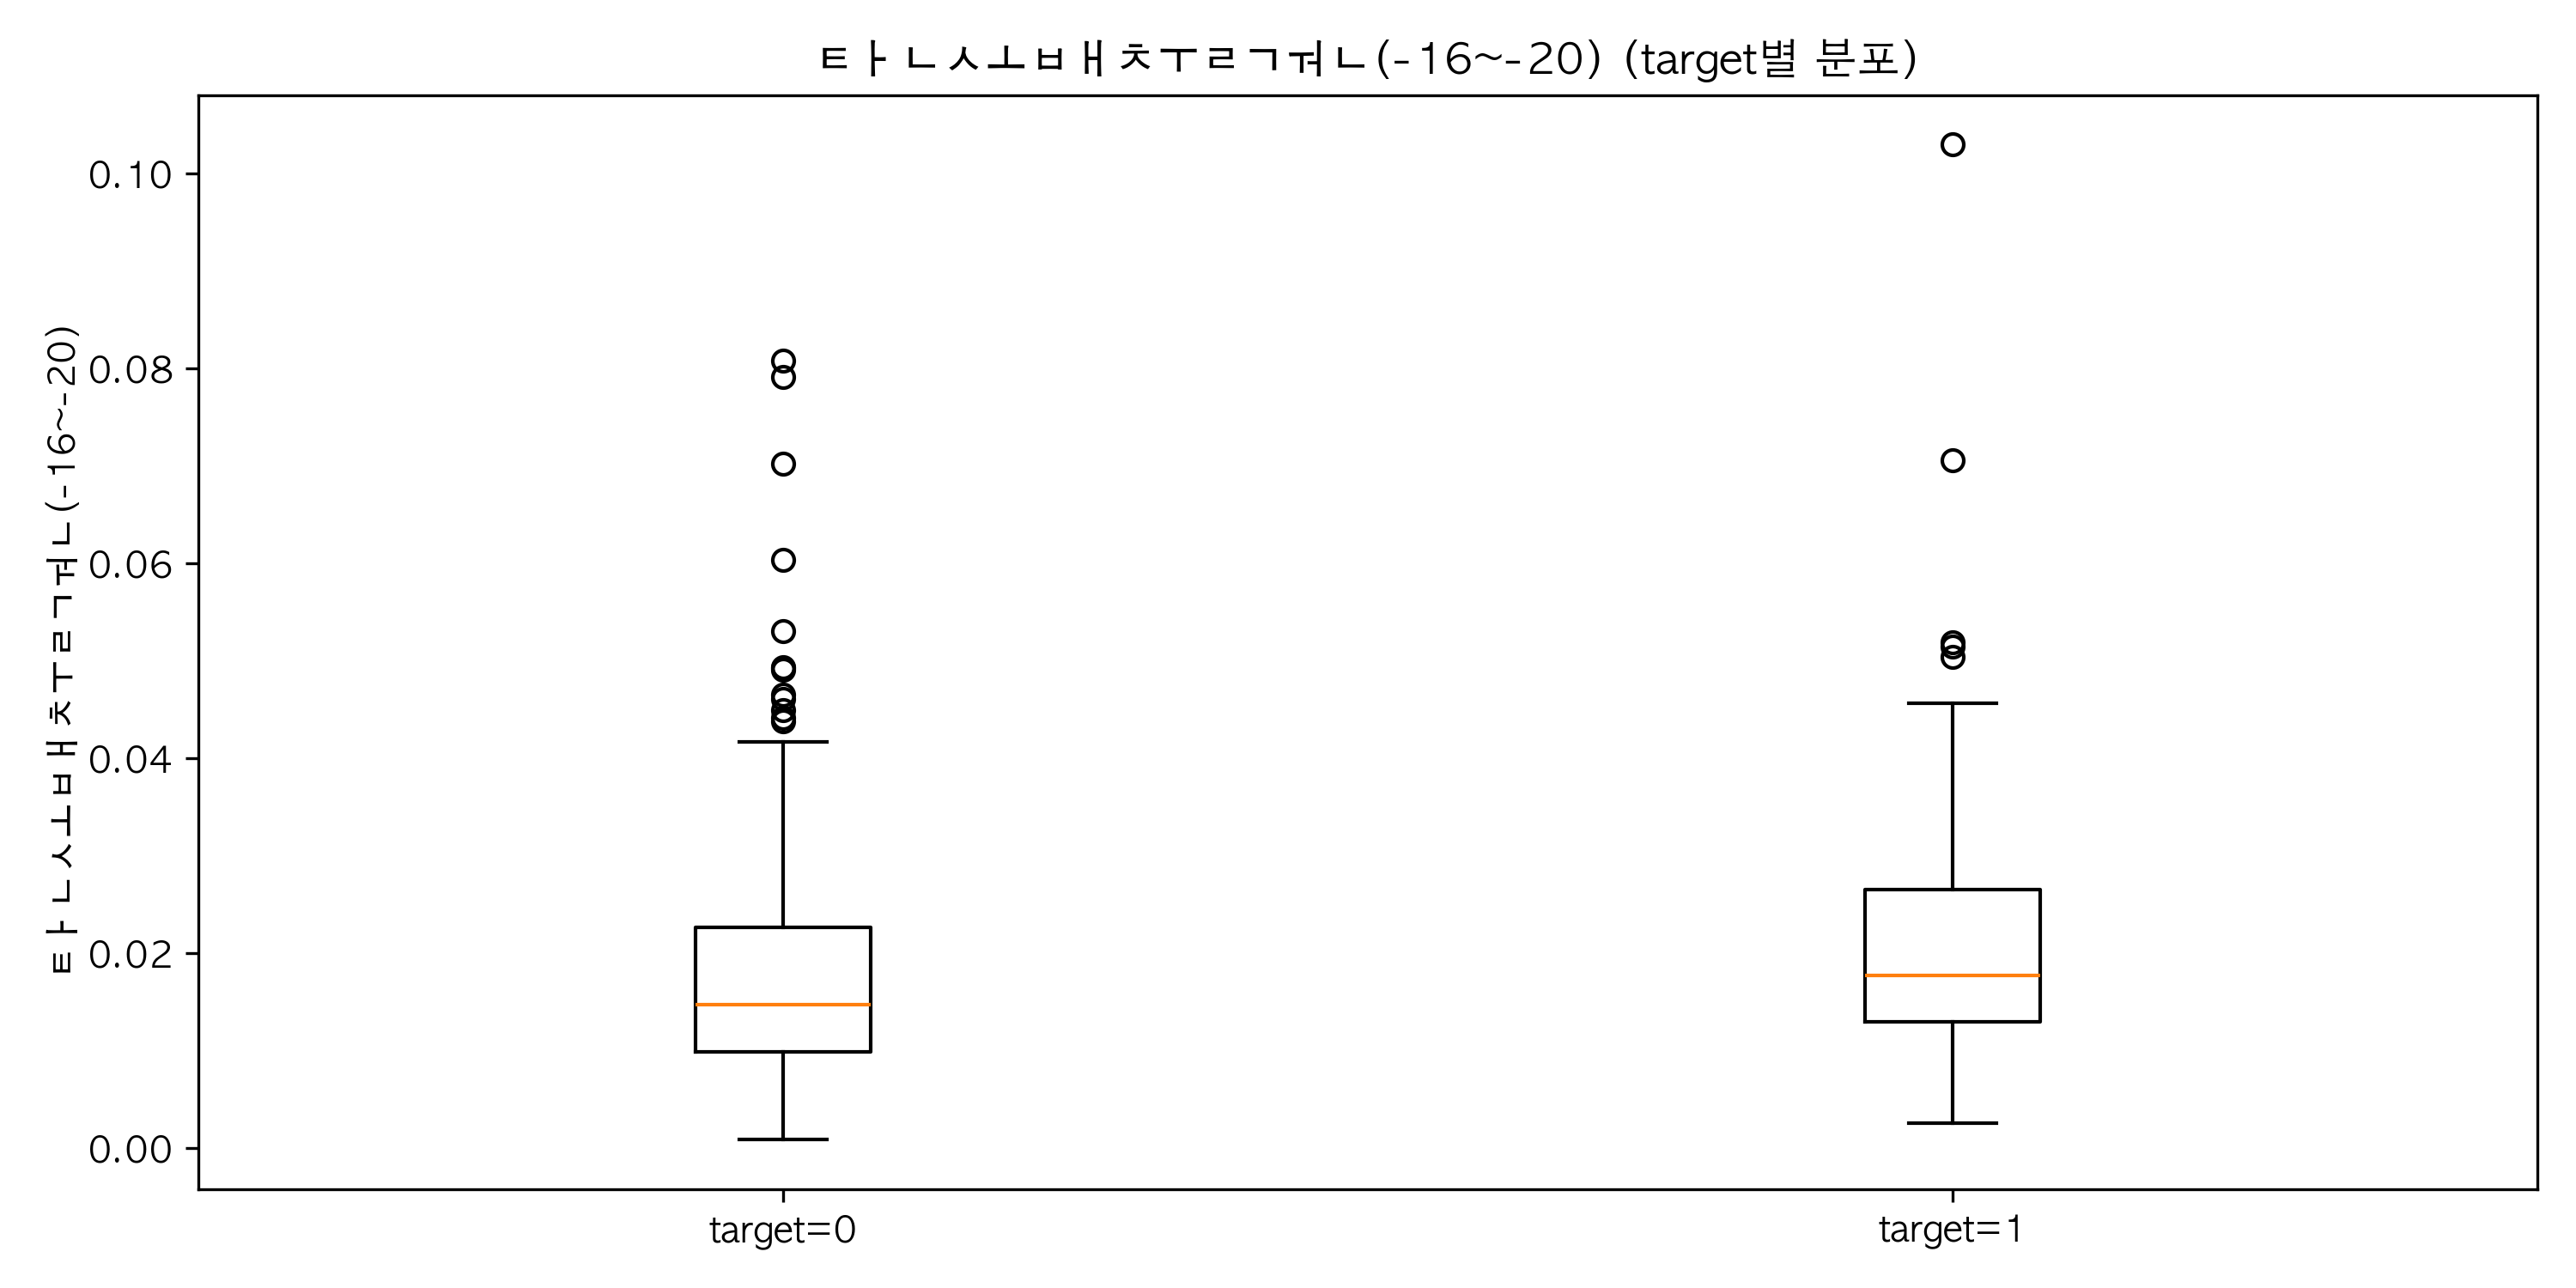 ㅌㅏㄴㅅㅗㅂㅐㅊㅜㄹㄱㅝㄴ(-16~-20) (target별 분포)
ㅌㅏㄴㅅㅗㅂㅐㅊㅜㄹㄱㅝㄴ(-16~-20)
0.10
0.08
0.06
0.04
0.02
0.00
target=0 target=1